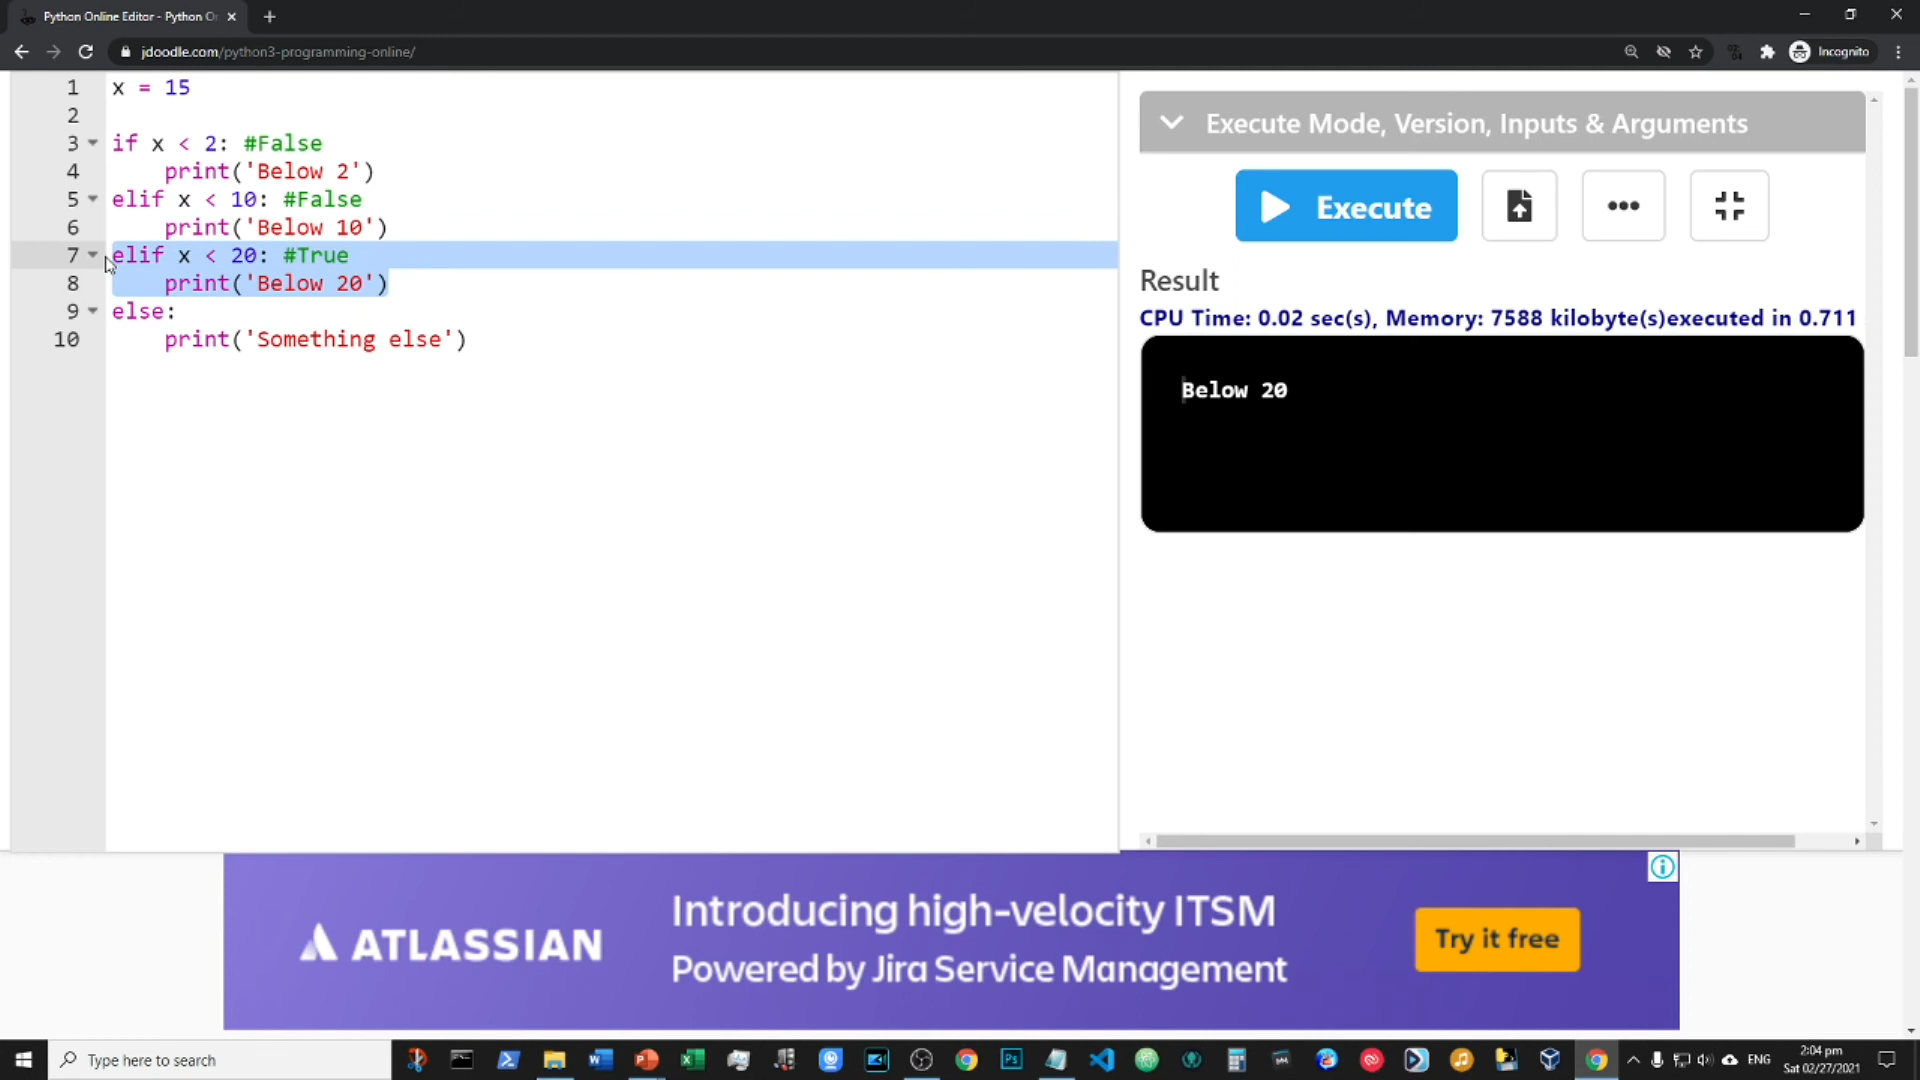 Python Online Editor - Python O
jdoodle.com/python3-programming-online/
Incognito
1 x = 15
2
3 if x < 2: #False
4 print('Below 2')
5 elif x < 10: #False
6 print('Below 10')
7 elif x < 20: #True
8 print('Below 20')
9 else:
10 print('Something else')
Execute Mode, Version, Inputs & Arguments
Execute
Result
CPU Time: 0.02 sec(s), Memory: 7588 kilobyte(s)executed in 0.711
Below 20
ATLASSIAN
Introducing high-velocity ITSM
Powered by Jira Service Management
Try it free
Type here to search
ENG
2:04 pm
Sat 02/27/2021